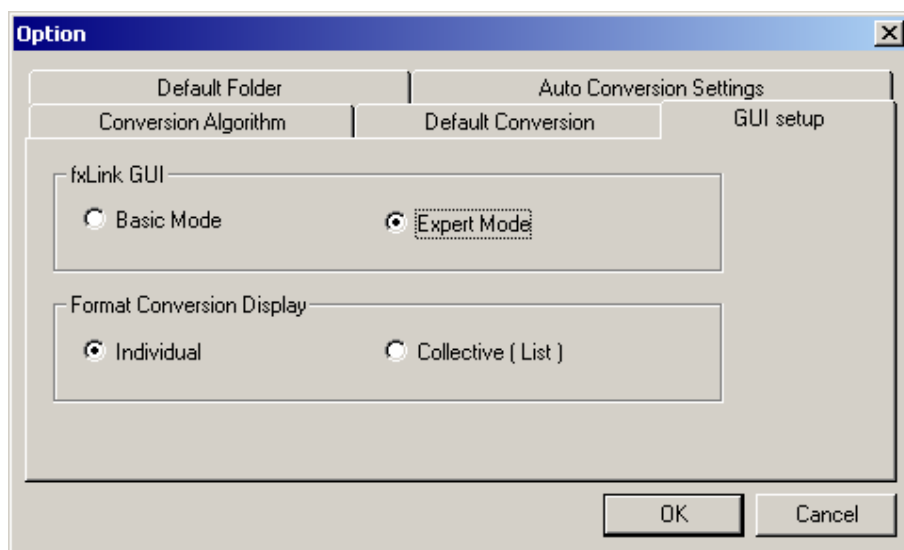 Option
Default Folder Auto Conversion Settings
Conversion Algorithm Default Conversion GUI setup
fxLink GUI
Basic Mode Expert Mode
Format Conversion Display
Individual Collective ( List )
OK Cancel